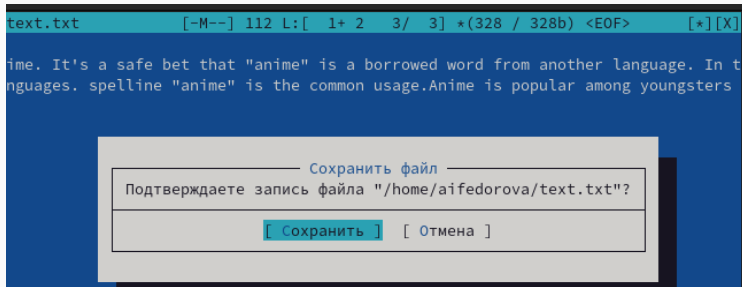 text.txt [-M--] 112 L:[ 1+ 2 3/ 3] *(328 / 328b) <EOF> [*][X]
ime. It's a safe bet that "anime" is a borrowed word from another language. In t
nguages. spelline "anime" is the common usage.Anime is popular among youngsters
Сохранить файл
Подтверждаете запись файла "/home/aifedorova/text.txt"?
[ Сохранить ] [ Отмена ]